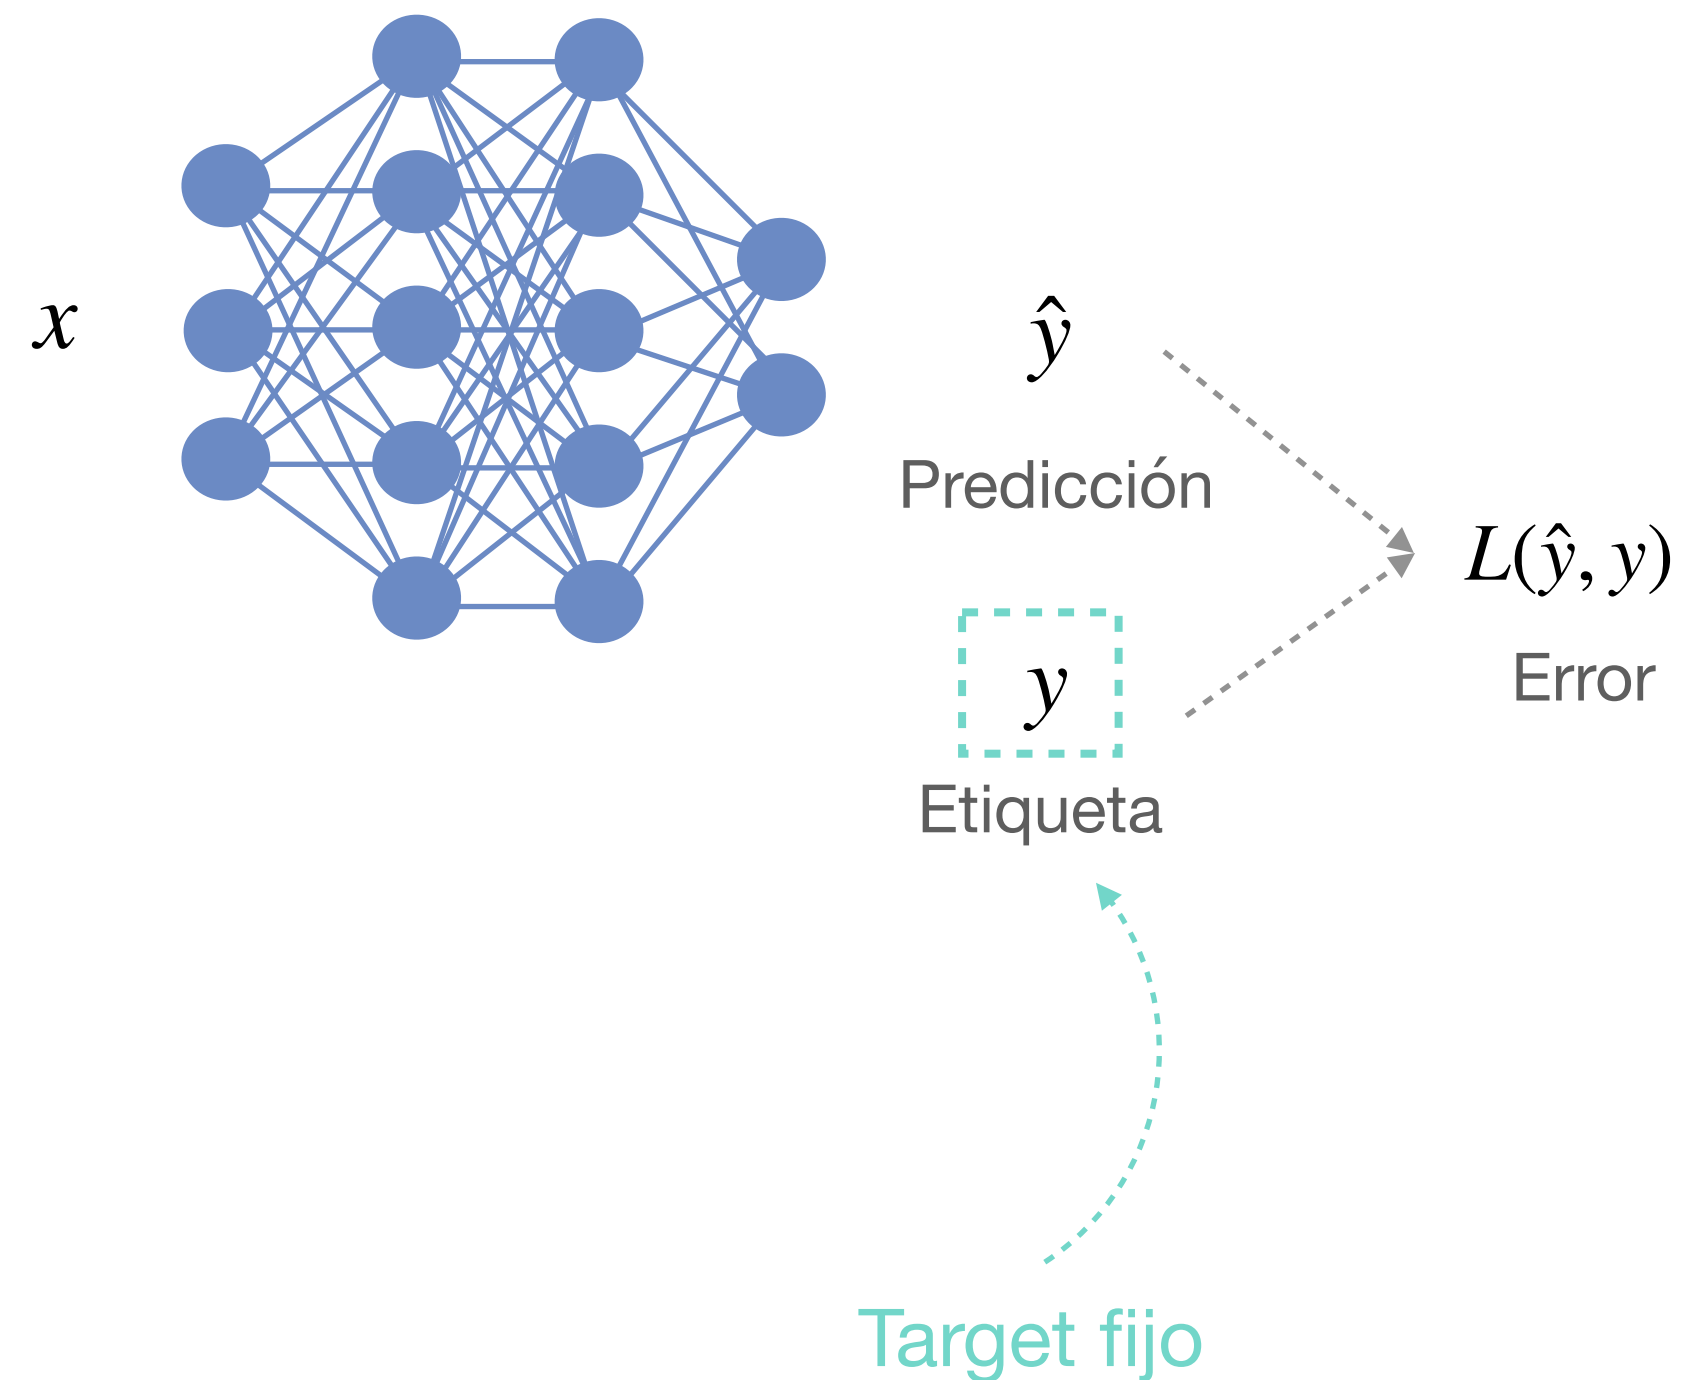 x
ŷ
Predicción
L(ŷ, y)
Error
y
Etiqueta
Target fijo